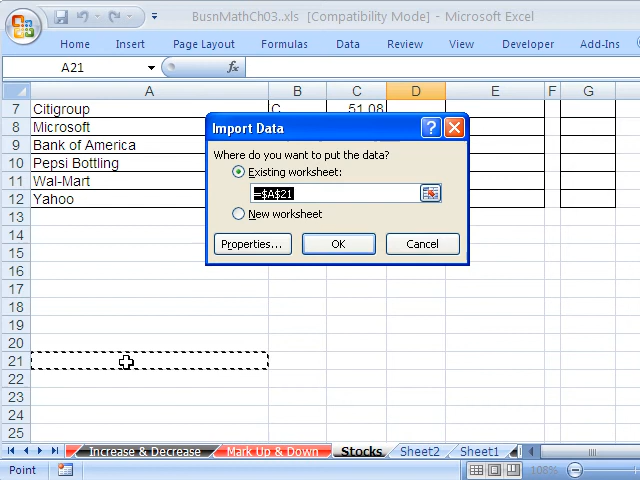 BusnMathCh03..xls [Compatibility Mode] - Microsoft Excel
Home Insert Page Layout Formulas Data Review View Developer Add-Ins
A21 fx
A B C D E F G
7 Citigroup C 51.08
8 Microsoft
9 Bank of America
10 Pepsi Bottling
11 Wal-Mart
12 Yahoo
13
14
15
16
17
18
19
20
21
22
23
24
25
Import Data
?
Where do you want to put the data?
Existing worksheet:
=$A$21
New worksheet
Properties... OK Cancel
Increase & Decrease Mark Up & Down Stocks Sheet2 Sheet1
Point 108%